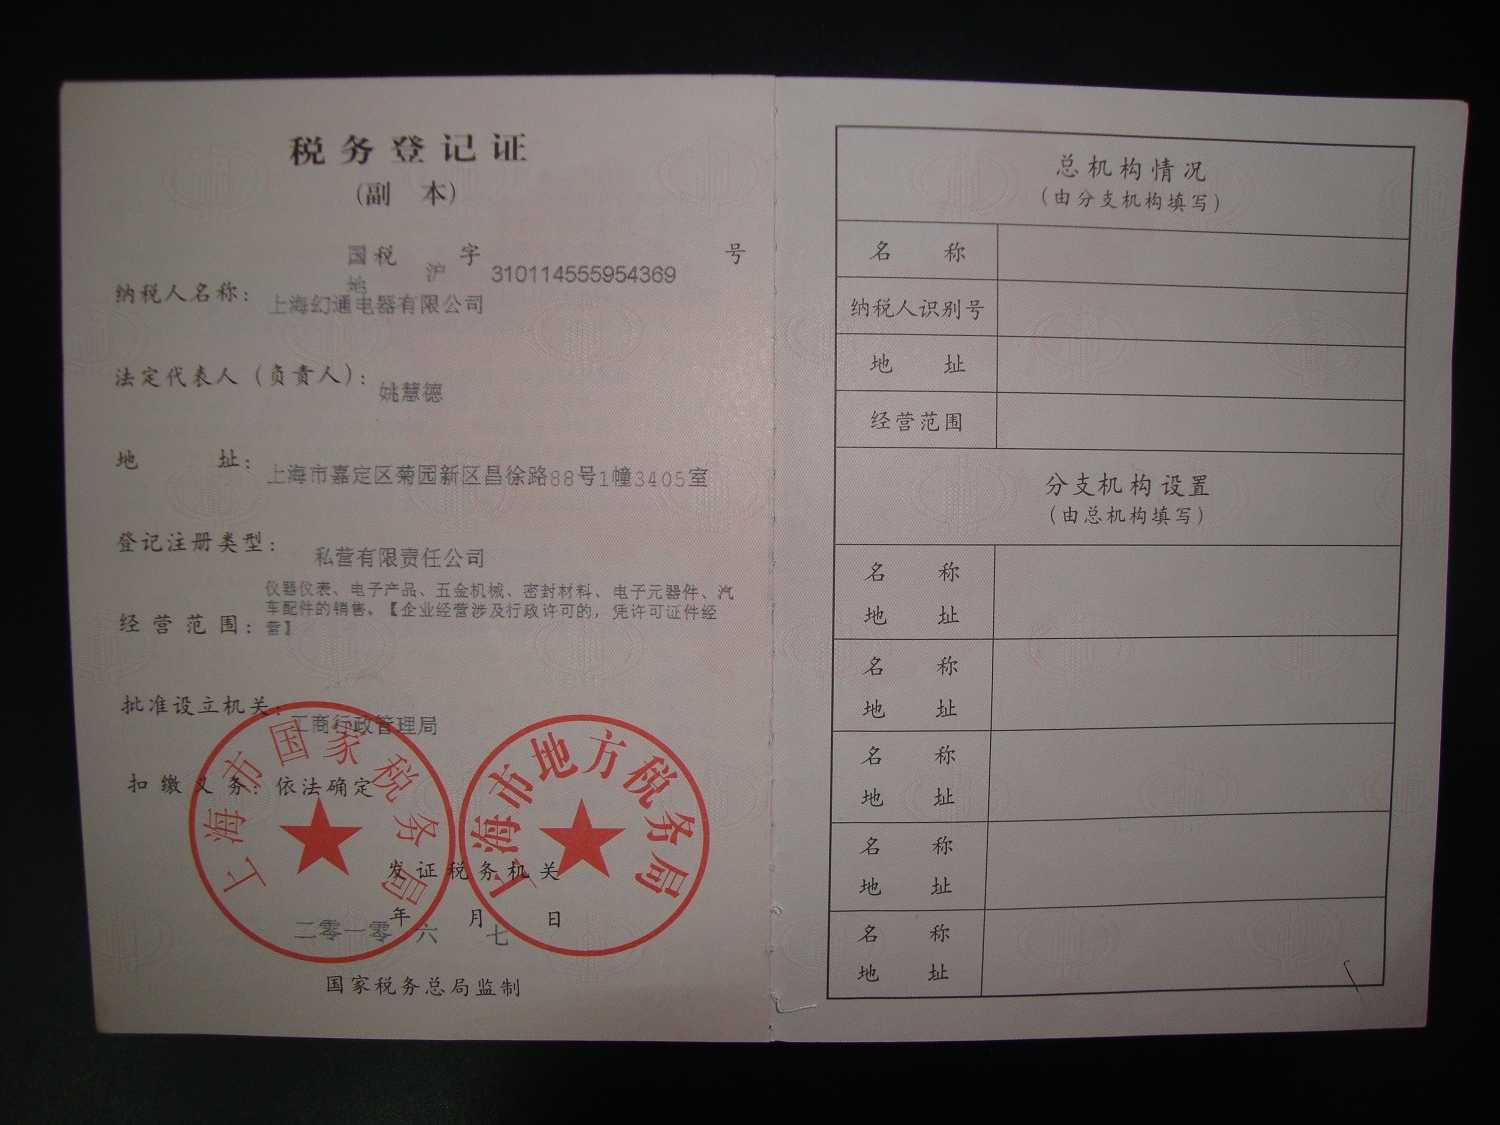 税务登记证
(副 本)
国税 沪 字 310114555954369 号
地
纳税人名称: 上海幻通电器有限公司
法定代表人(负责人): 姚慧德
地 址: 上海市嘉定区菊园新区昌徐路88号1幢3405室
登记注册类型: 私营有限责任公司
经营范围: 仪器仪表、电子产品、五金机械、密封材料、电子元器件、汽
车配件的销售。【企业经营涉及行政许可的，凭许可证件经
营】
批准设立机关: 工商行政管理局
扣缴义务: 依法确定
上海市国家税务局
上海市地方税务局
发证税务机关
二零一零年六月七日
国家税务总局监制
总机构情况
(由分支机构填写)
名 称
纳税人识别号
地 址
经营范围
分支机构设置
(由总机构填写)
名 称
地 址
名 称
地 址
名 称
地 址
名 称
地 址
名 称
地 址